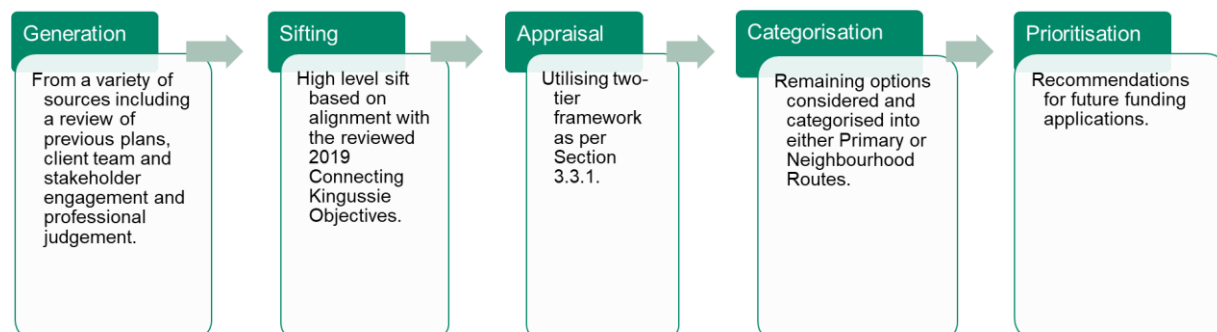 Generation
From a variety of
sources including
a review of
previous plans,
client team and
stakeholder
engagement and
professional
judgement.
Sifting
High level sift
based on
alignment with
the reviewed
2019
Connecting
Kingussie
Objectives.
Appraisal
Utilising two-
tier
framework
as per
Section
3.3.1.
Categorisation
Remaining options
considered and
categorised into
either Primary or
Neighbourhood
Routes.
Prioritisation
Recommendations
for future funding
applications.